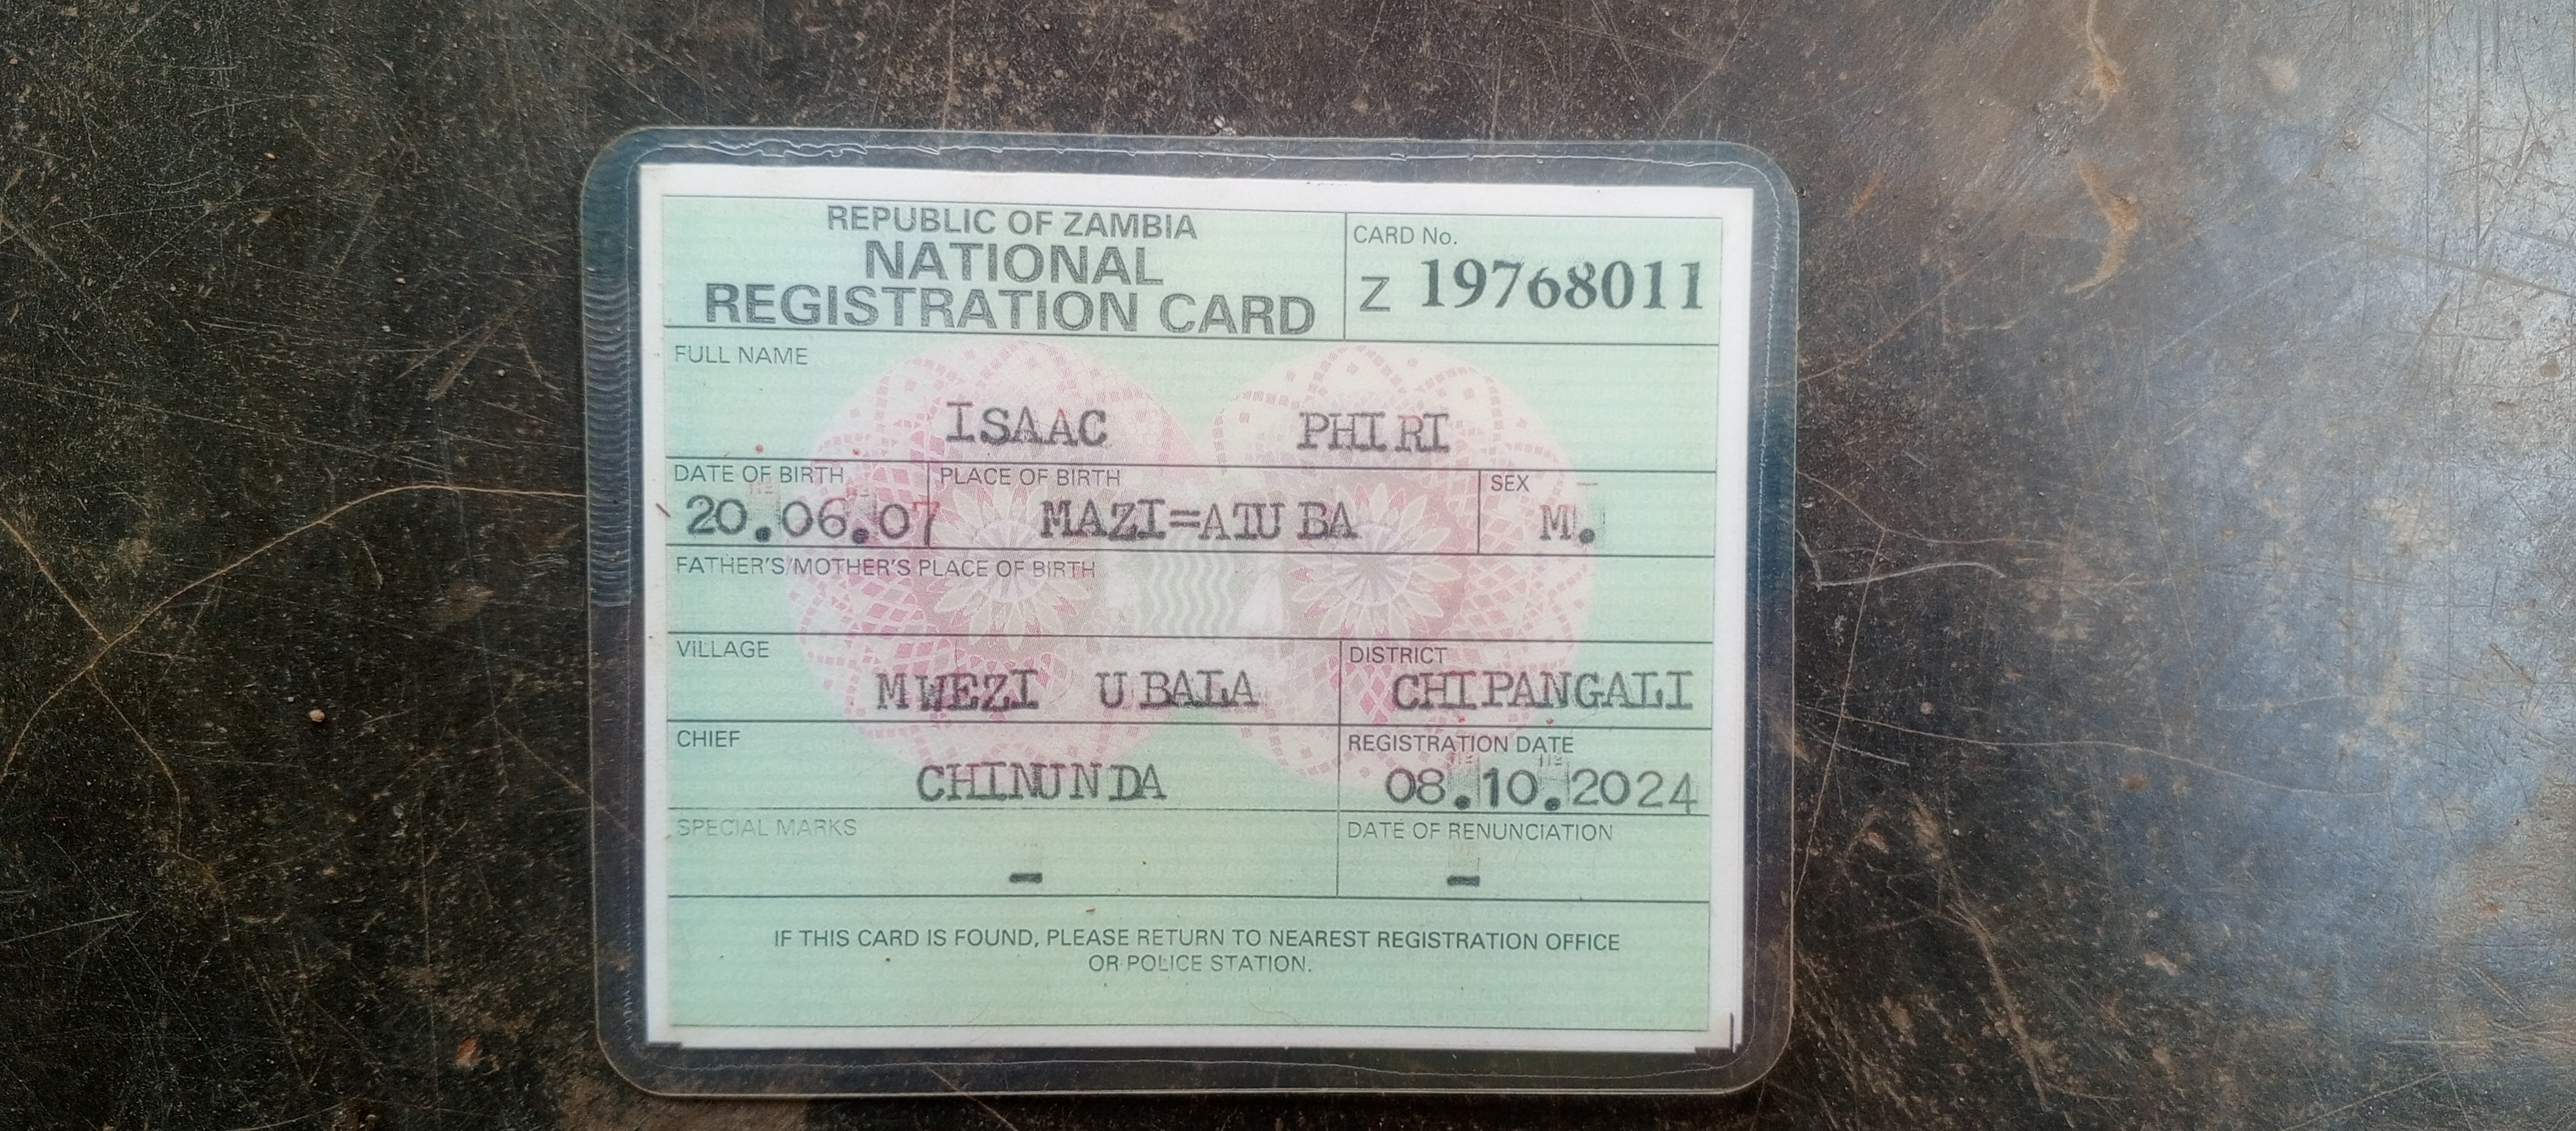 REPUBLIC OF ZAMBIA
NATIONAL
REGISTRATION CARD
CARD No.
Z 19768011
FULL NAME
ISAAC PHIRI
DATE OF BIRTH PLACE OF BIRTH SEX
20.06.07 MAZI=ATUBA M.
FATHER'S/MOTHER'S PLACE OF BIRTH
VILLAGE DISTRICT
MWEZI UBALA CHIPANGALI
CHIEF REGISTRATION DATE
CHINUNDA 08.10.2024
SPECIAL MARKS DATE OF RENUNCIATION
- -
IF THIS CARD IS FOUND, PLEASE RETURN TO NEAREST REGISTRATION OFFICE
OR POLICE STATION.